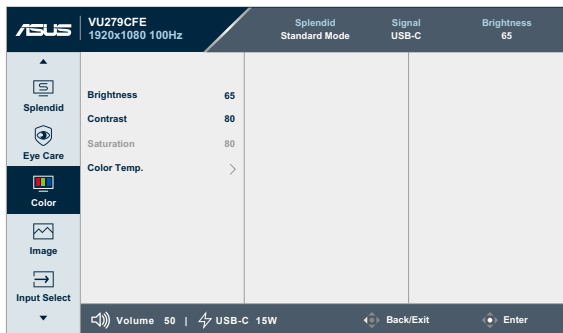 ASUS
VU279CFE
1920x1080 100Hz
Splendid
Standard Mode
Signal
USB-C
Brightness
65
Splendid
Eye Care
Color
Image
Input Select
Brightness 65
Contrast 80
Saturation 80
Color Temp.
Volume 50 | USB-C 15W
Back/Exit
Enter